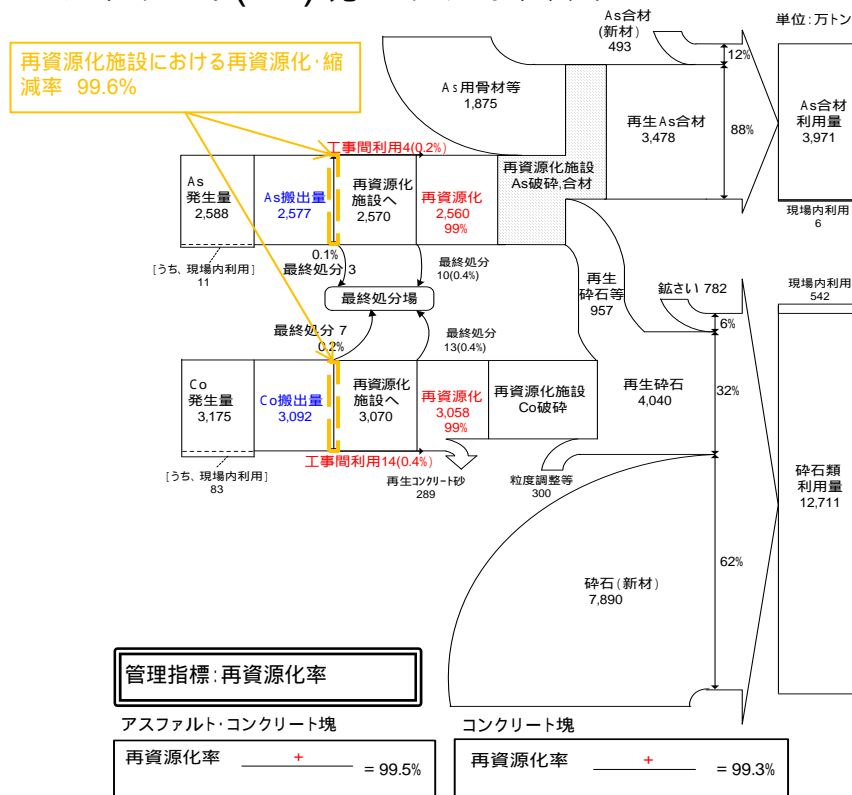 As合材
(新材)
493
単位:万トン
再資源化施設における再資源化・縮
減率 99.6%
12%
As用骨材等
1,875
再生As合材
3,478
88%
As合材
利用量
3,971
工事間利用4(0.2%)
As
発生量
2,588
As搬出量
2,577
再資源化
施設へ
2,570
再資源化
2,560
99%
再資源化施設
As破砕,合材
現場内利用
6
[うち、現場内利用]
11
0.1%
最終処分 3
最終処分
10(0.4%)
最終処分場
再生
砕石等
957
鉱さい 782
現場内利用
542
6%
最終処分 7
0.2%
最終処分
13(0.4%)
Co
発生量
3,175
Co搬出量
3,092
再資源化
施設へ
3,070
再資源化
3,058
99%
再資源化施設
Co破砕
再生砕石
4,040
32%
工事間利用14(0.4%)
[うち、現場内利用]
83
再生コンクリート砂
289
粒度調整等
300
砕石類
利用量
12,711
砕石(新材)
7,890
62%
管理指標:再資源化率
アスファルト・コンクリート塊
再資源化率 + = 99.5%
コンクリート塊
再資源化率 + = 99.3%